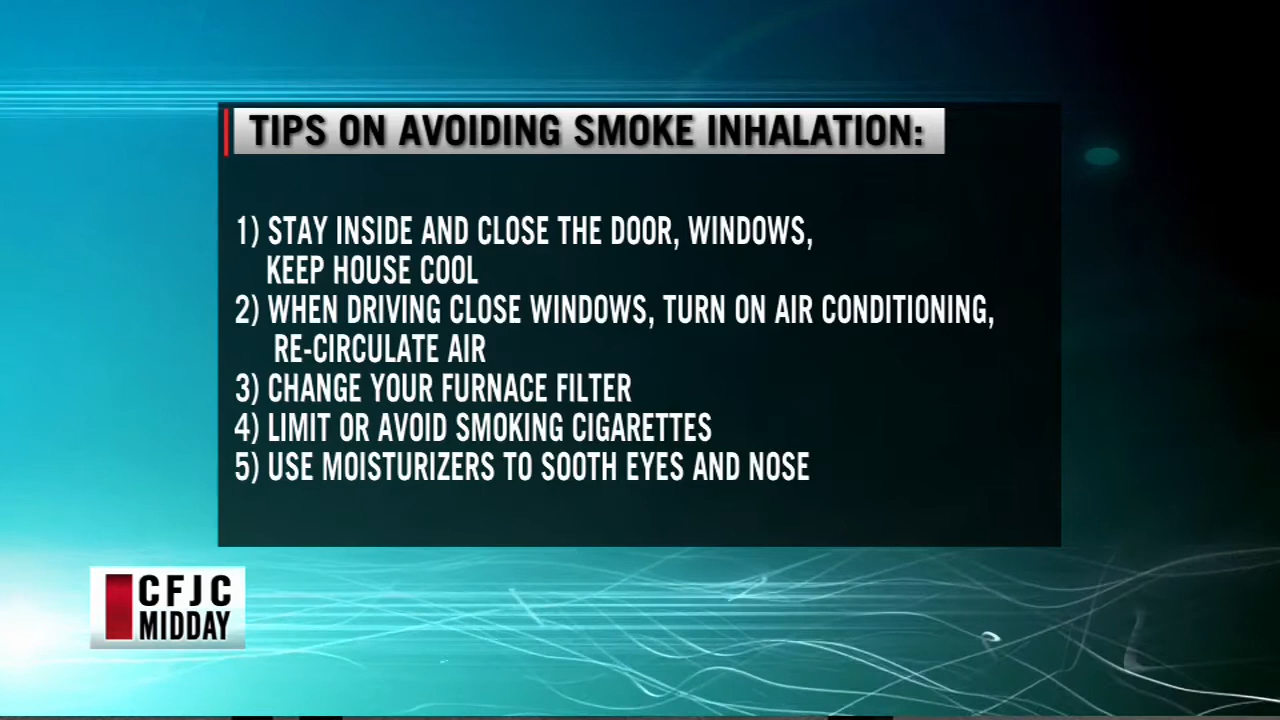 TIPS ON AVOIDING SMOKE INHALATION:
1) STAY INSIDE AND CLOSE THE DOOR, WINDOWS,
KEEP HOUSE COOL
2) WHEN DRIVING CLOSE WINDOWS, TURN ON AIR CONDITIONING,
RE-CIRCULATE AIR
3) CHANGE YOUR FURNACE FILTER
4) LIMIT OR AVOID SMOKING CIGARETTES
5) USE MOISTURIZERS TO SOOTH EYES AND NOSE
CFJC
MIDDAY